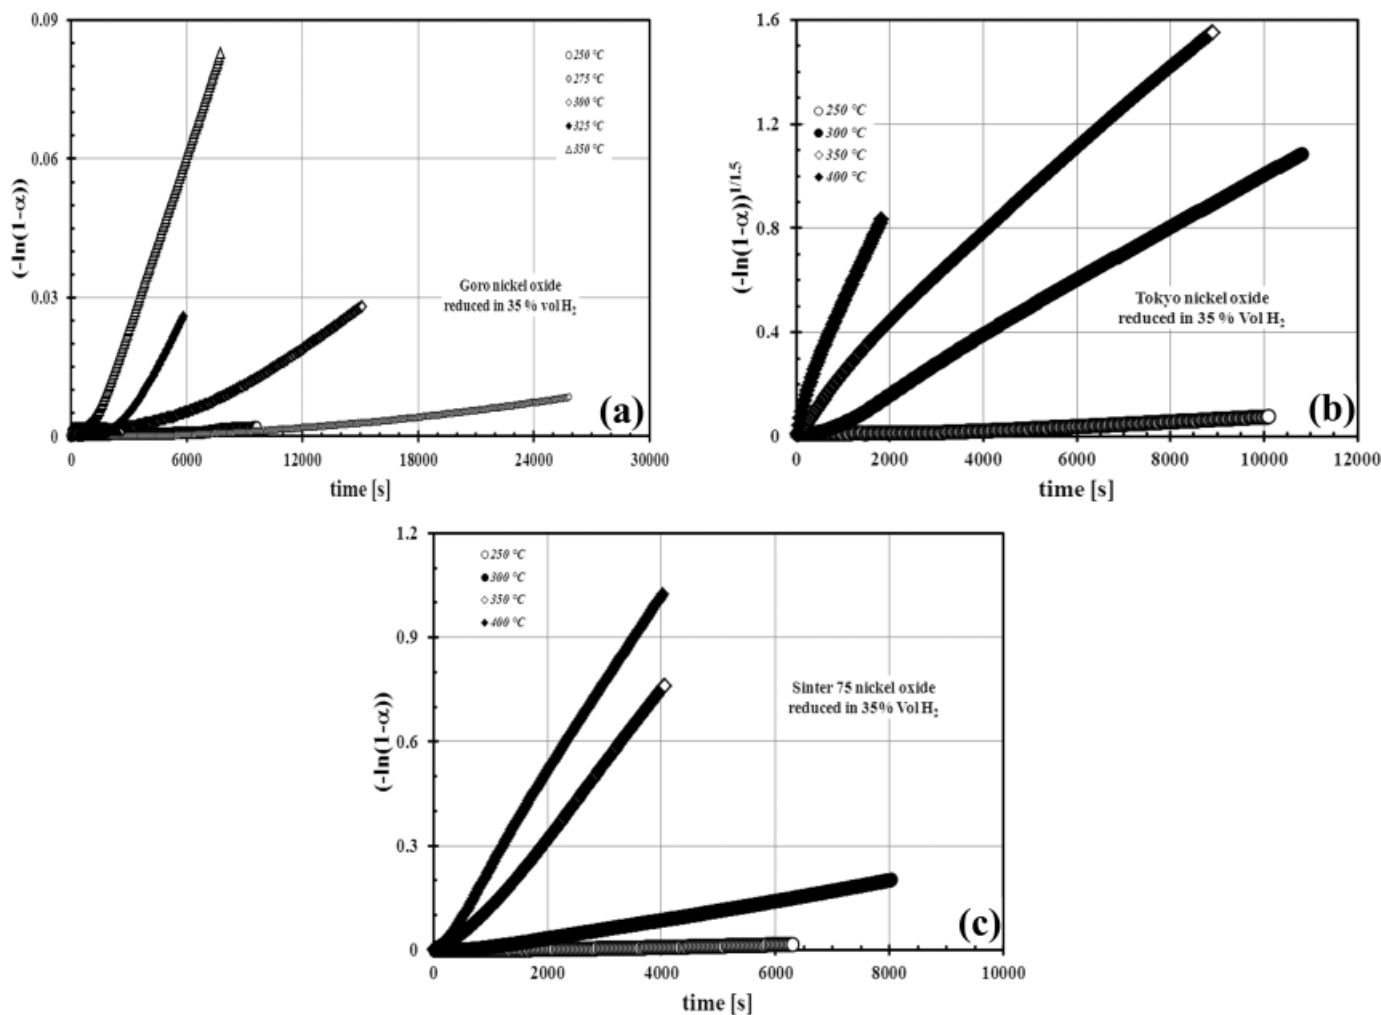 0.09
0.06
0.03
0
(-ln(1-α))
○250 °C
○275 °C
○300 °C
◆325 °C
△350 °C
Goro nickel oxide
reduced in 35 % vol H₂
(a)
0 6000 12000 18000 24000 30000
time [s]
1.6
1.2
0.8
0.4
0
(-ln(1-α))^1/1.5
○250 °C
●300 °C
◇350 °C
◆400 °C
Tokyo nickel oxide
reduced in 35 % Vol H₂
(b)
0 2000 4000 6000 8000 10000 12000
time [s]
1.2
0.9
0.6
0.3
0
(-ln(1-α))
○250 °C
●300 °C
◇350 °C
◆400 °C
Sinter 75 nickel oxide
reduced in 35% Vol H₂
(c)
0 2000 4000 6000 8000 10000
time [s]